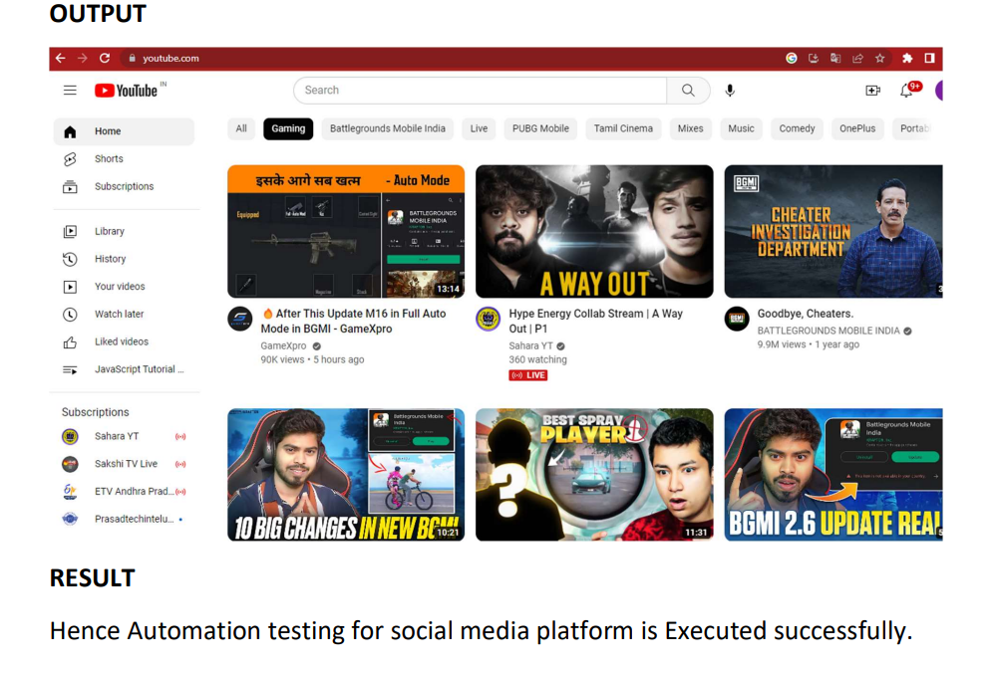 OUTPUT
youtube.com
YouTube IN
Search
9+
Home
Shorts
Subscriptions
Library
History
Your videos
Watch later
Liked videos
JavaScript Tutorial ...
Subscriptions
Sahara YT
Sakshi TV Live
ETV Andhra Prad...
Prasadtechintelu...
All Gaming Battlegrounds Mobile India Live PUBG Mobile Tamil Cinema Mixes Music Comedy OnePlus Portab
इसके आगे सब खत्म - Auto Mode
Equipped
BATTLEGROUNDS
MOBILE INDIA
Magazine
Stock
13:14
After This Update M16 in Full Auto
Mode in BGMI - GameXpro
GameXpro
90K views • 5 hours ago
A WAY OUT
Hype Energy Collab Stream | A Way
Out | P1
Sahara YT
360 watching
LIVE
BGMI
CHEATER
INVESTIGATION
DEPARTMENT
3
BGMI
Goodbye, Cheaters.
BATTLEGROUNDS MOBILE INDIA
9.9M views • 1 year ago
Battlegrounds Mobile
India
10 BIG CHANGES IN NEW BGMI
10:21
BEST SPRAY
PLAYER
?
11:31
Battlegrounds Mobile
India
BGMI 2.6 UPDATE REAL
RESULT
Hence Automation testing for social media platform is Executed successfully.